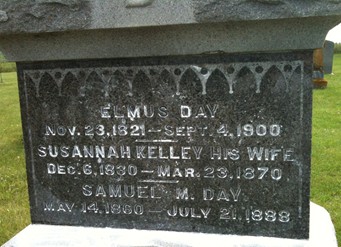 ELMUS DAY
NOV. 23, 1821 — SEPT. 4, 1900
SUSANNAH KELLEY HIS WIFE
DEC. 6, 1830 — MAR. 23, 1870
SAMUEL M. DAY
MAY 14, 1860 — JULY 21, 1888